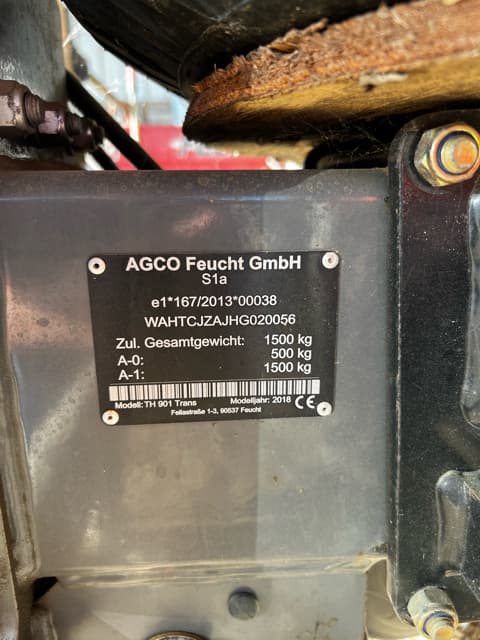 AGCO Feucht GmbH
S1a
e1*167/2013*00038
WAHTCJZAJHG020056
Zul. Gesamtgewicht: 1500 kg
A-0: 500 kg
A-1: 1500 kg
Modell: TH 901 Trans Modelljahr: 2018 CE
Fellastraße 1-3, 90537 Feucht